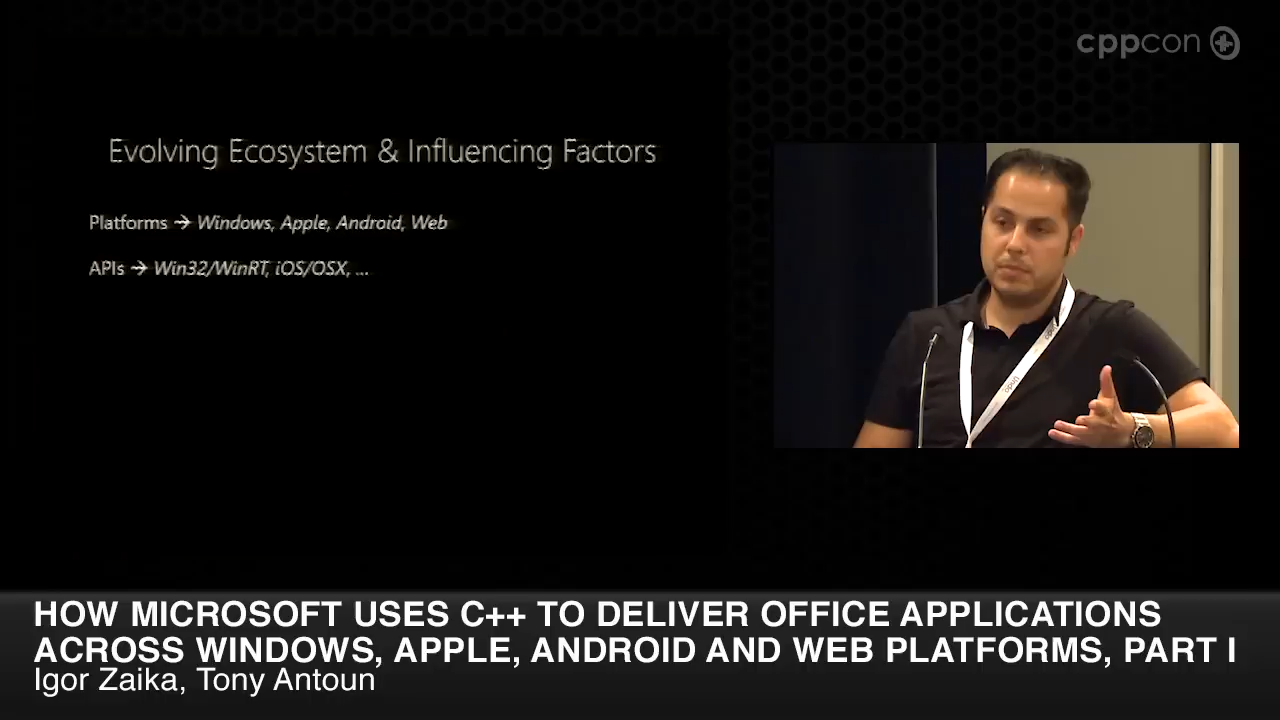 cppcon
Evolving Ecosystem & Influencing Factors
Platforms → Windows, Apple, Android, Web
APIs → Win32/WinRT, iOS/OSX, ...
undo
HOW MICROSOFT USES C++ TO DELIVER OFFICE APPLICATIONS
ACROSS WINDOWS, APPLE, ANDROID AND WEB PLATFORMS, PART I
Igor Zaika, Tony Antoun